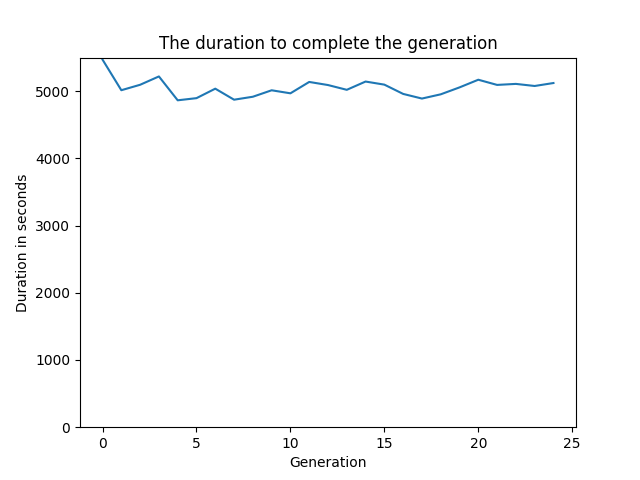 The duration to complete the generation
Duration in seconds
5000
4000
3000
2000
1000
0
0 5 10 15 20 25
Generation